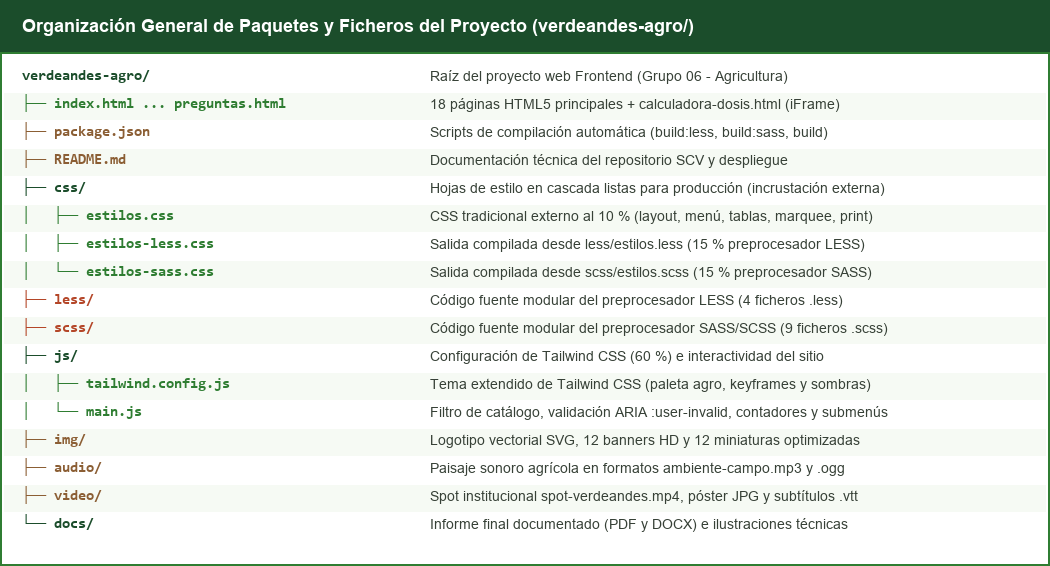 Organización General de Paquetes y Ficheros del Proyecto (verdeandes-agro/)
verdeandes-agro/ Raíz del proyecto web Frontend (Grupo 06 - Agricultura)
├── index.html ... preguntas.html 18 páginas HTML5 principales + calculadora-dosis.html (iFrame)
├── package.json Scripts de compilación automática (build:less, build:sass, build)
├── README.md Documentación técnica del repositorio SCV y despliegue
├── css/ Hojas de estilo en cascada listas para producción (incrustación externa)
│   ├── estilos.css CSS tradicional externo al 10 % (layout, menú, tablas, marquee, print)
│   ├── estilos-less.css Salida compilada desde less/estilos.less (15 % preprocesador LESS)
│   └── estilos-sass.css Salida compilada desde scss/estilos.scss (15 % preprocesador SASS)
├── less/ Código fuente modular del preprocesador LESS (4 ficheros .less)
├── scss/ Código fuente modular del preprocesador SASS/SCSS (9 ficheros .scss)
├── js/ Configuración de Tailwind CSS (60 %) e interactividad del sitio
│   ├── tailwind.config.js Tema extendido de Tailwind CSS (paleta agro, keyframes y sombras)
│   └── main.js Filtro de catálogo, validación ARIA :user-invalid, contadores y submenús
├── img/ Logotipo vectorial SVG, 12 banners HD y 12 miniaturas optimizadas
├── audio/ Paisaje sonoro agrícola en formatos ambiente-campo.mp3 y .ogg
├── video/ Spot institucional spot-verdeandes.mp4, póster JPG y subtítulos .vtt
└── docs/ Informe final documentado (PDF y DOCX) e ilustraciones técnicas